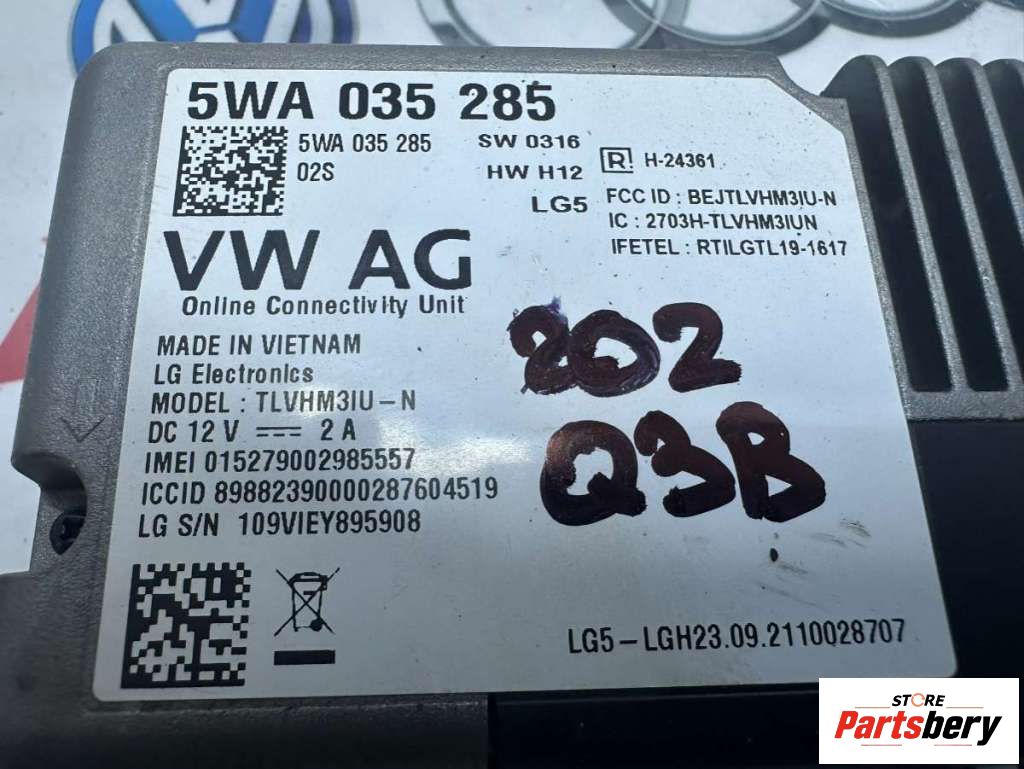 5WA 035 285
5WA 035 285
02S
SW 0316
HW H12
LG5
R! H-24361
FCC ID : BEJTLVHM3IU-N
IC : 2703H-TLVHM3IUN
IFETEL : RTILGTL19-1617
VW AG
Online Connectivity Unit
MADE IN VIETNAM
LG Electronics
MODEL : TLVHM3IU-N
DC 12 V ⎓ 2 A
IMEI 015279002985557
ICCID 89882390000287604519
LG S/N 109VIEY895908
202
Q3B
LG5-LGH23.09.2110028707
STORE
Partsbery